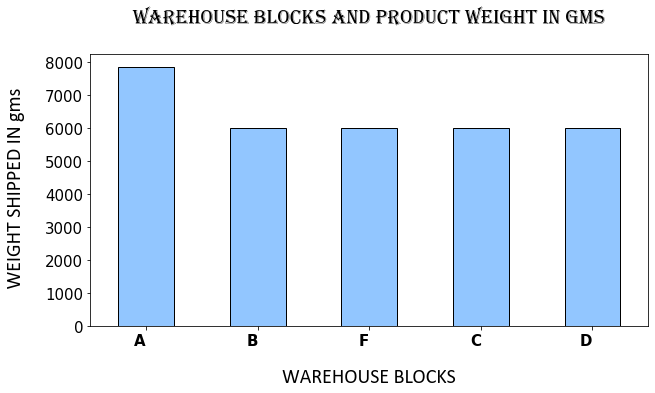 WAREHOUSE BLOCKS AND PRODUCT WEIGHT IN GMS
WEIGHT SHIPPED IN gms
8000
7000
6000
5000
4000
3000
2000
1000
0
A B F C D
WAREHOUSE BLOCKS